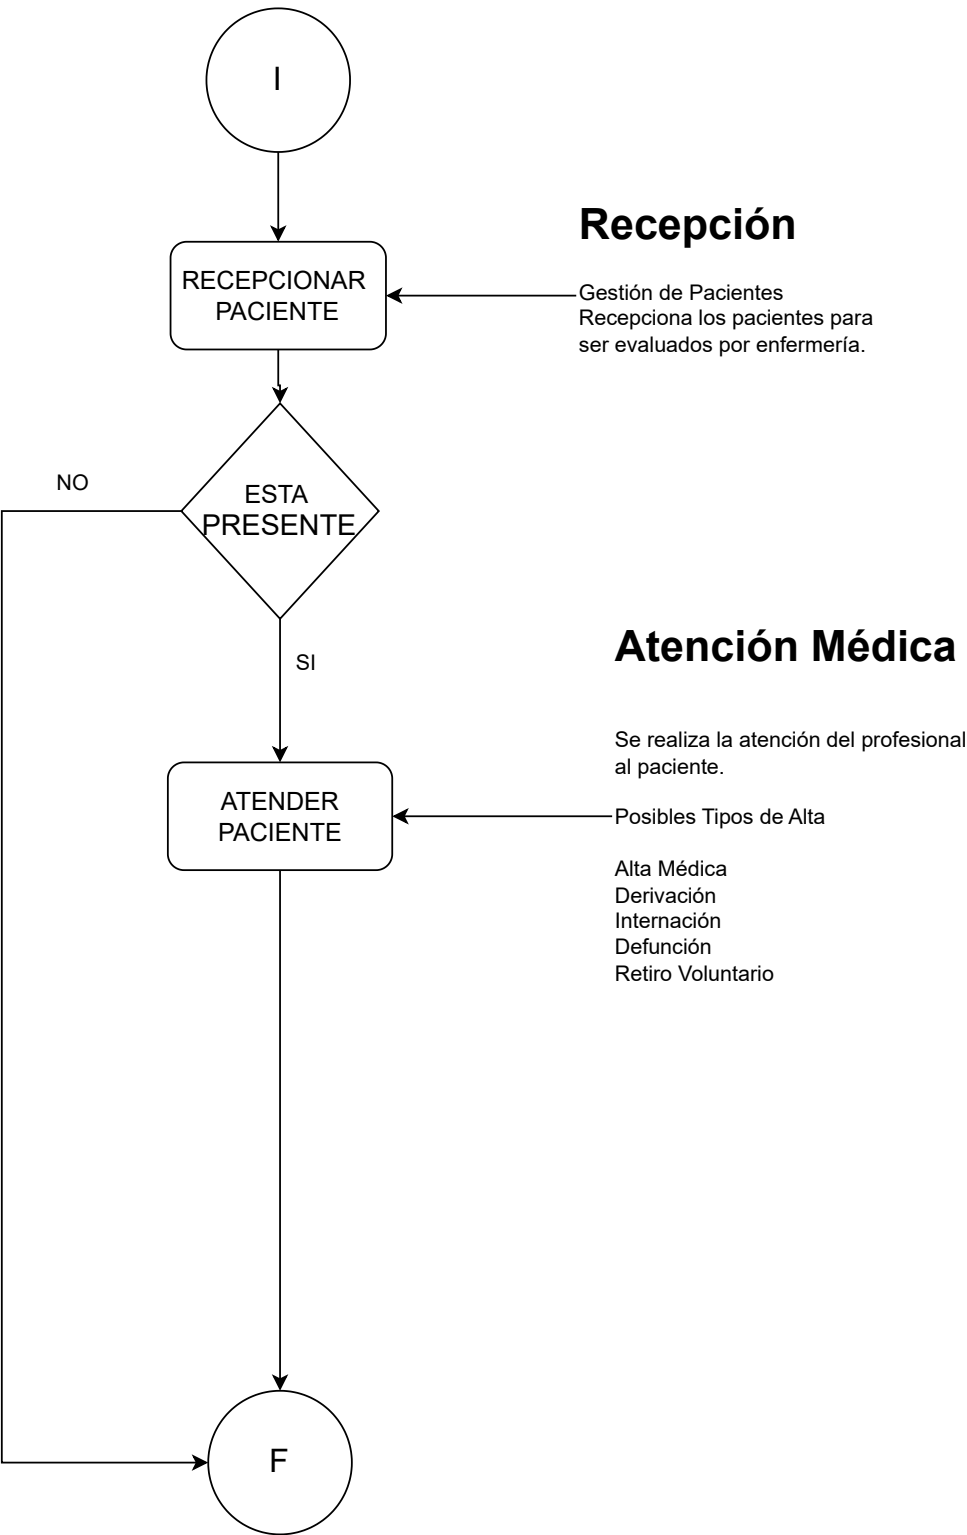 I
Recepción
RECEPCIONAR
PACIENTE
Gestión de Pacientes
Recepciona los pacientes para
ser evaluados por enfermería.
NO
ESTA
PRESENTE
SI
Atención Médica
Se realiza la atención del profesional
al paciente.
ATENDER
PACIENTE
Posibles Tipos de Alta
Alta Médica
Derivación
Internación
Defunción
Retiro Voluntario
F